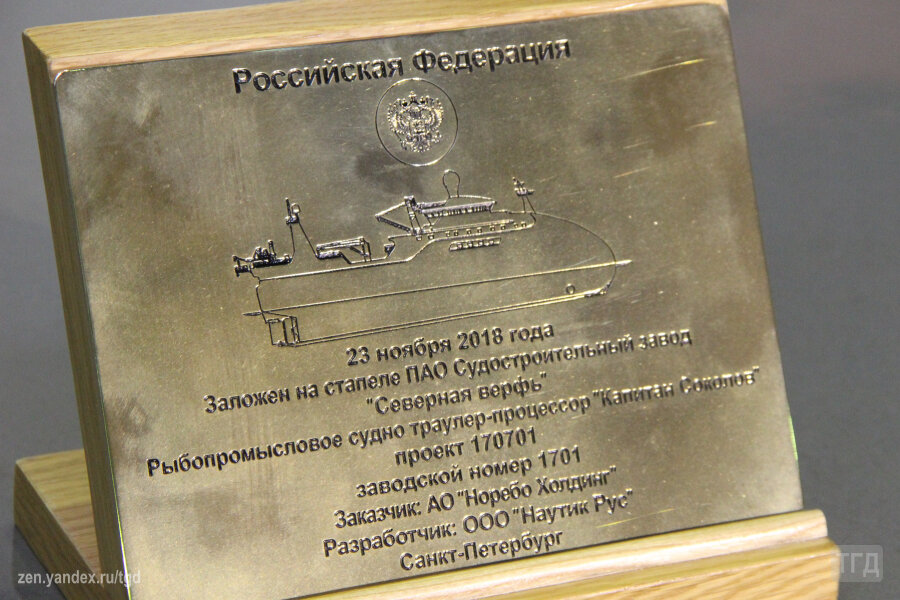 Российская Федерация
23 ноября 2018 года
Заложен на стапеле ПАО Судостроительный завод
"Северная верфь"
Рыбопромысловое судно траулер-процессор "Капитан Соколов"
проект 170701
заводской номер 1701
Заказчик: АО "Норебо Холдинг"
Разработчик: ООО "Наутик Рус"
Санкт-Петербург
zen.yandex.ru/tgd
ТГД